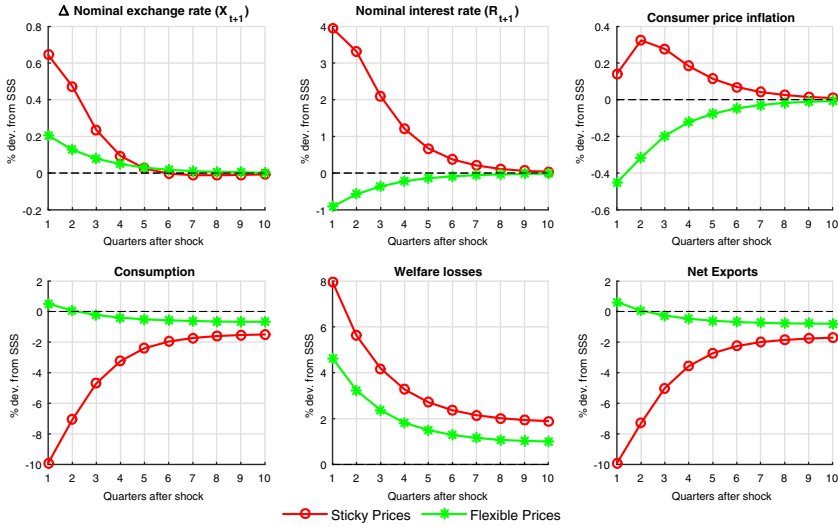 Δ Nominal exchange rate (X_{t+1})
% dev. from SSS
0.8
0.6
0.4
0.2
0
-0.2
1 2 3 4 5 6 7 8 9 10
Quarters after shock
Nominal interest rate (R_{t+1})
% dev. from SSS
4
3
2
1
0
-1
1 2 3 4 5 6 7 8 9 10
Quarters after shock
Consumer price inflation
% dev. from SSS
0.4
0.2
0
-0.2
-0.4
-0.6
1 2 3 4 5 6 7 8 9 10
Quarters after shock
Consumption
% dev. from SSS
2
0
-2
-4
-6
-8
-10
1 2 3 4 5 6 7 8 9 10
Quarters after shock
Welfare losses
% dev. from SSS
8
6
4
2
0
1 2 3 4 5 6 7 8 9 10
Quarters after shock
Net Exports
% dev. from SSS
2
0
-2
-4
-6
-8
-10
1 2 3 4 5 6 7 8 9 10
Quarters after shock
Sticky Prices Flexible Prices